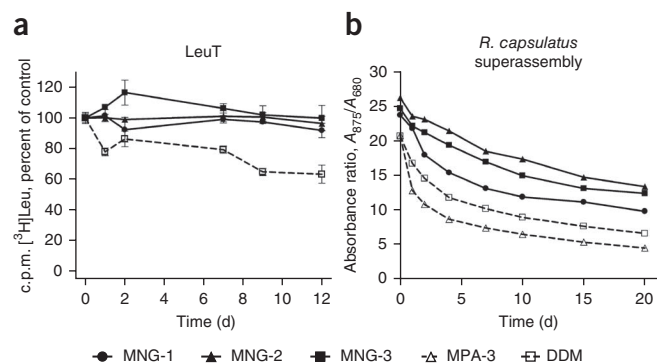 a
LeuT
c.p.m. [³H]Leu, percent of control
120
100
80
60
40
20
0
0 2 4 6 8 10 12
Time (d)
b
R. capsulatus
superassembly
Absorbance ratio, A₈₇₅/A₆₈₀
30
25
20
15
10
5
0
0 5 10 15 20
Time (d)
MNG-1 MNG-2 MNG-3 MPA-3 DDM